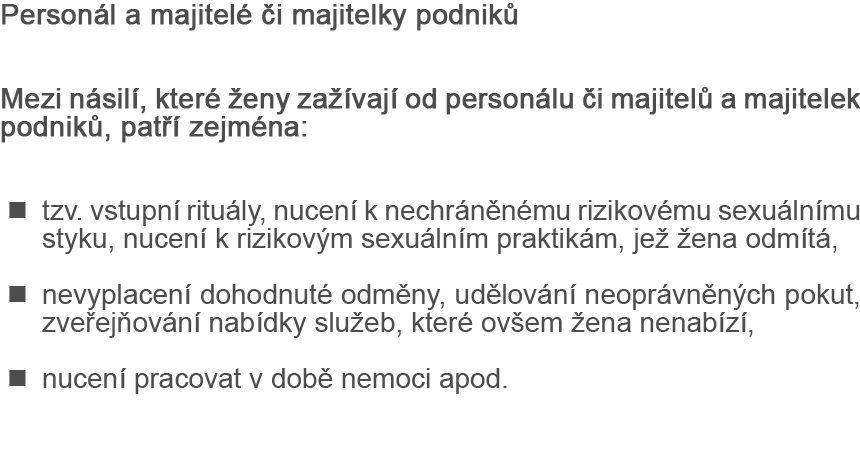 Personál a majitelé či majitelky podniků
Mezi násilí, které ženy zažívají od personálu či majitelů a majitelek
podniků, patří zejména:
■ tzv. vstupní rituály, nucení k nechráněnému rizikovému sexuálnímu
styku, nucení k rizikovým sexuálním praktikám, jež žena odmítá,
■ nevyplacení dohodnuté odměny, udělování neoprávněných pokut,
zveřejňování nabídky služeb, které ovšem žena nenabízí,
■ nucení pracovat v době nemoci apod.